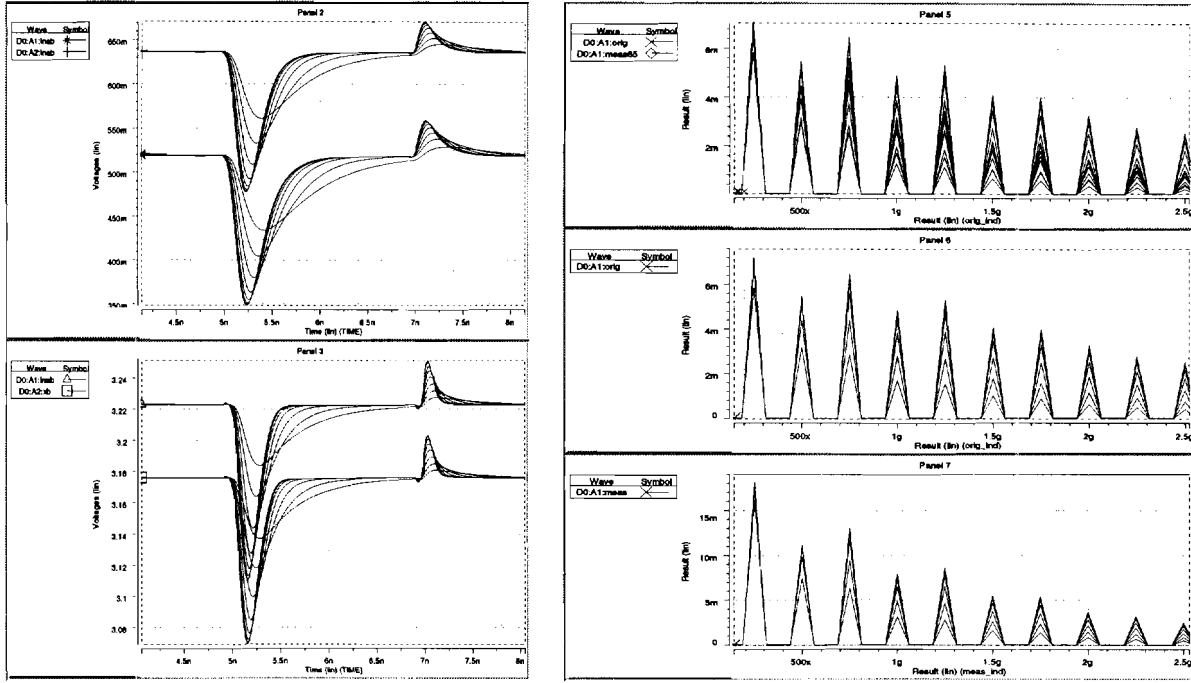 Panel 2
Wave Symbol
D0:A1:lnab
D0:A2:lnab
Voltages (lin)
650m
600m
550m
500m
450m
400m
350m
4.5n 5n 5.5n 6n 6.5n 7n 7.5n 8n
Time (lin) (TIME)
Panel 3
Wave Symbol
D0:A1:lnab
D0:A2:xb
Voltages (lin)
3.24
3.22
3.2
3.18
3.16
3.14
3.12
3.1
3.08
4.5n 5n 5.5n 6n 6.5n 7n 7.5n 8n
Time (lin) (TIME)
Panel 5
Wave Symbol
D0:A1:orig
D0:A1:meas85
Result (lin)
6m
4m
2m
500x 1g 1.5g 2g 2.5g
Result (lin) (orig_ind)
Panel 6
Wave Symbol
D0:A1:orig
Result (lin)
6m
4m
2m
0
500x 1g 1.5g 2g 2.5g
Result (lin) (orig_ind)
Panel 7
Wave Symbol
D0:A1:meas
Result (lin)
15m
10m
5m
0
500x 1g 1.5g 2g 2.5g
Result (lin) (meas_ind)